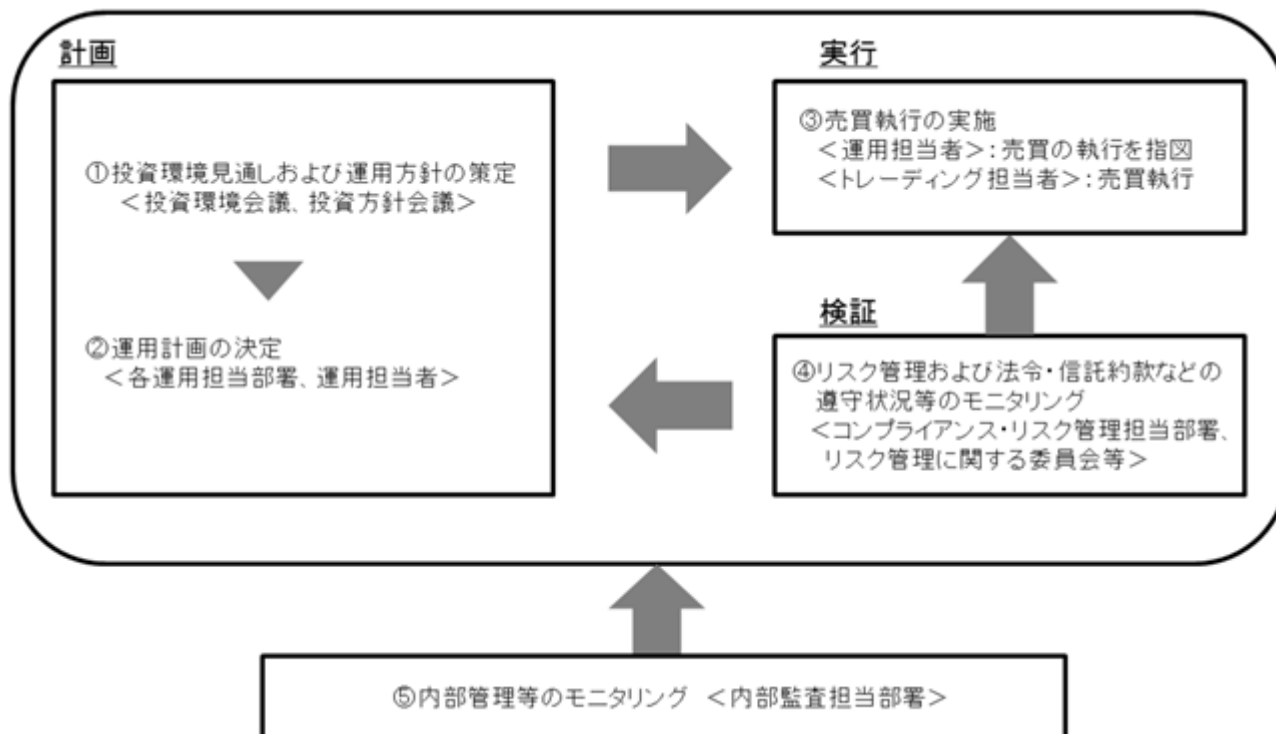 計画
①投資環境見通しおよび運用方針の策定
＜投資環境会議、投資方針会議＞
②運用計画の決定
＜各運用担当部署、運用担当者＞
実行
③売買執行の実施
＜運用担当者＞：売買の執行を指図
＜トレーディング担当者＞：売買執行
検証
④リスク管理および法令・信託約款などの
遵守状況等のモニタリング
＜コンプライアンス・リスク管理担当部署、
リスク管理に関する委員会等＞
⑤内部管理等のモニタリング ＜内部監査担当部署＞